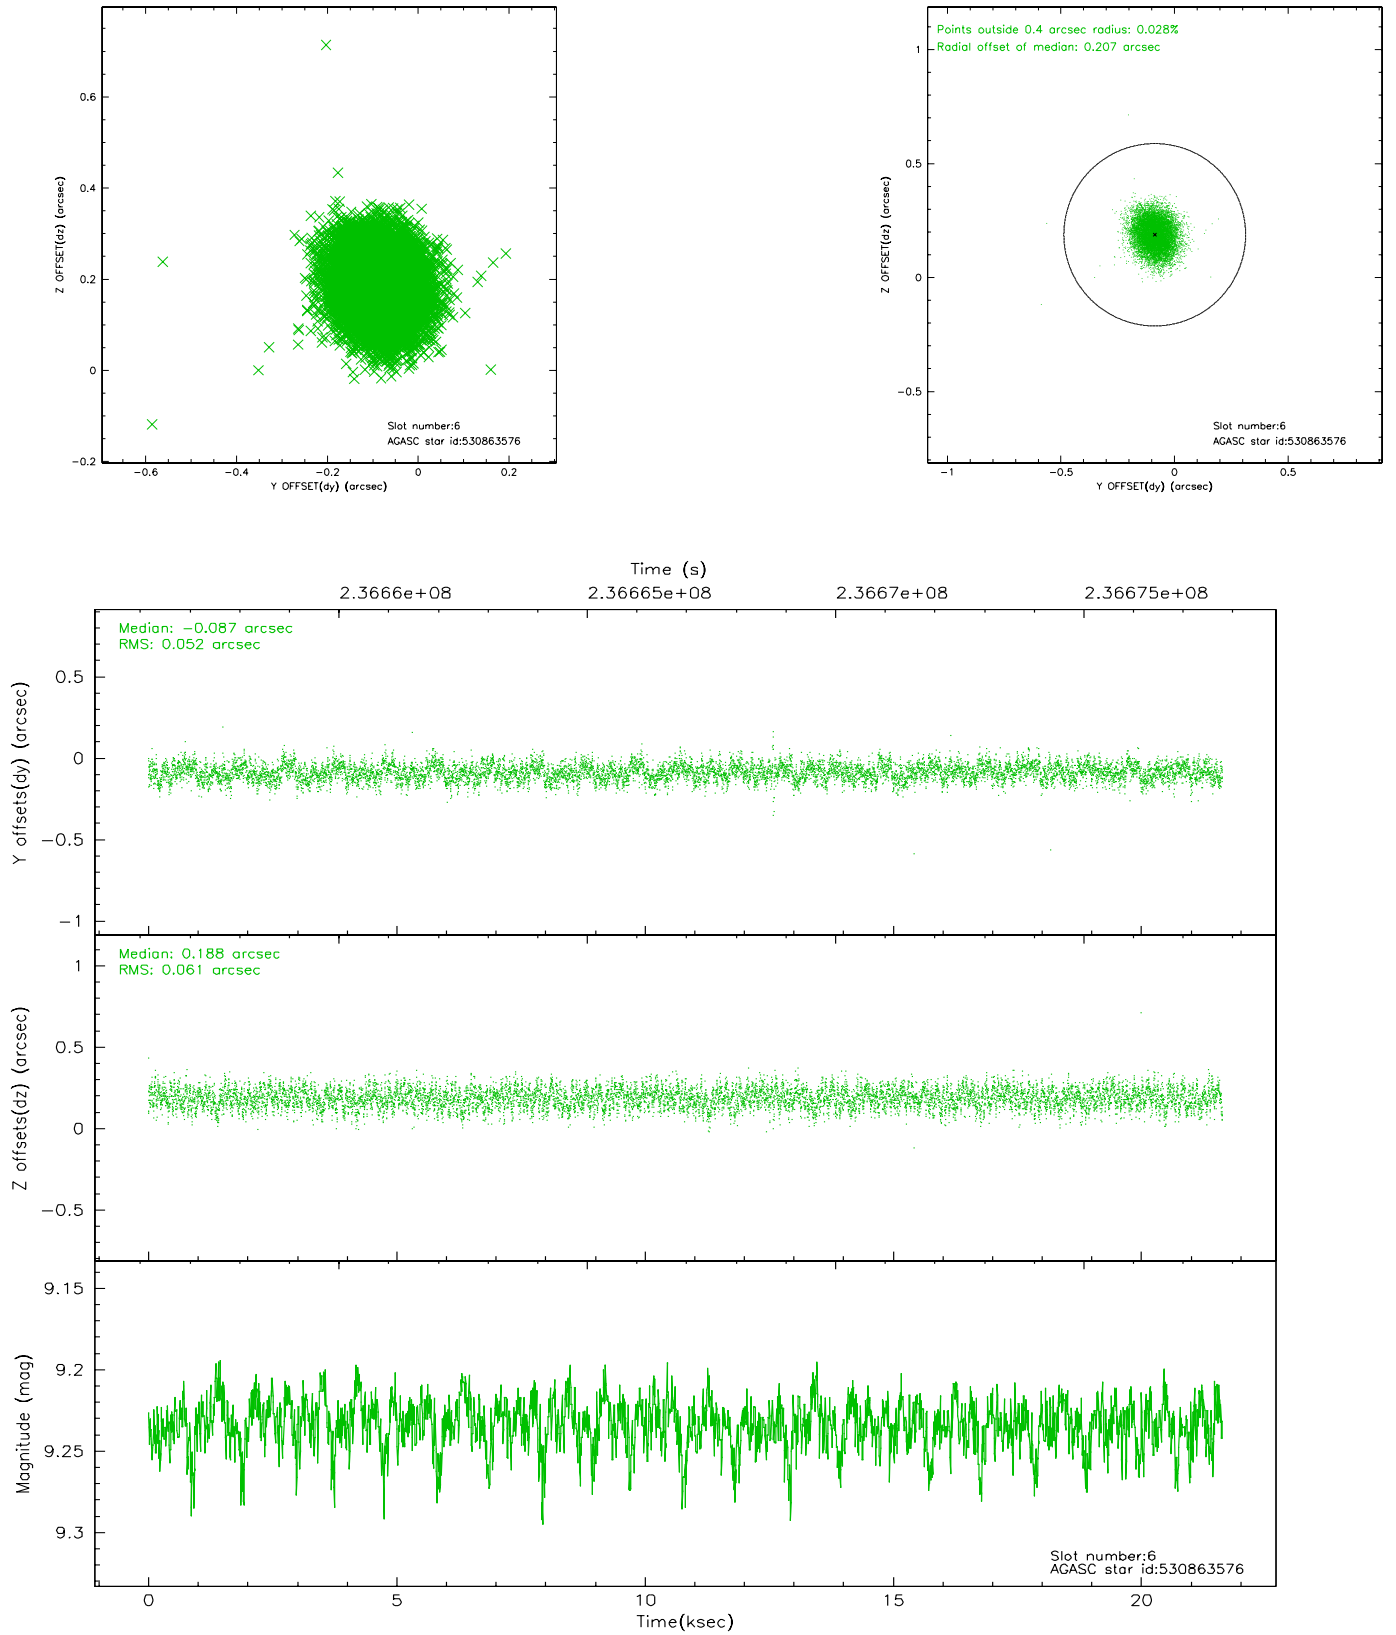 0.6
0.4
0.2
0
−0.2
Z OFFSET(dz) (arcsec)
Slot number:6
AGASC star id:530863576
−0.6 −0.4 −0.2 0 0.2
Y OFFSET(dy) (arcsec)
Points outside 0.4 arcsec radius: 0.028%
Radial offset of median: 0.207 arcsec
1
0.5
0
−0.5
Z OFFSET(dz) (arcsec)
Slot number:6
AGASC star id:530863576
−1 −0.5 0 0.5
Y OFFSET(dy) (arcsec)
Time (s)
2.3666e+08 2.36665e+08 2.3667e+08 2.36675e+08
Median: −0.087 arcsec
RMS: 0.052 arcsec
0.5
0
−0.5
−1
Y offsets(dy) (arcsec)
Median: 0.188 arcsec
RMS: 0.061 arcsec
1
0.5
0
−0.5
Z offsets(dz) (arcsec)
9.15
9.2
9.25
9.3
Magnitude (mag)
Slot number:6
AGASC star id:530863576
0 5 10 15 20
Time(ksec)